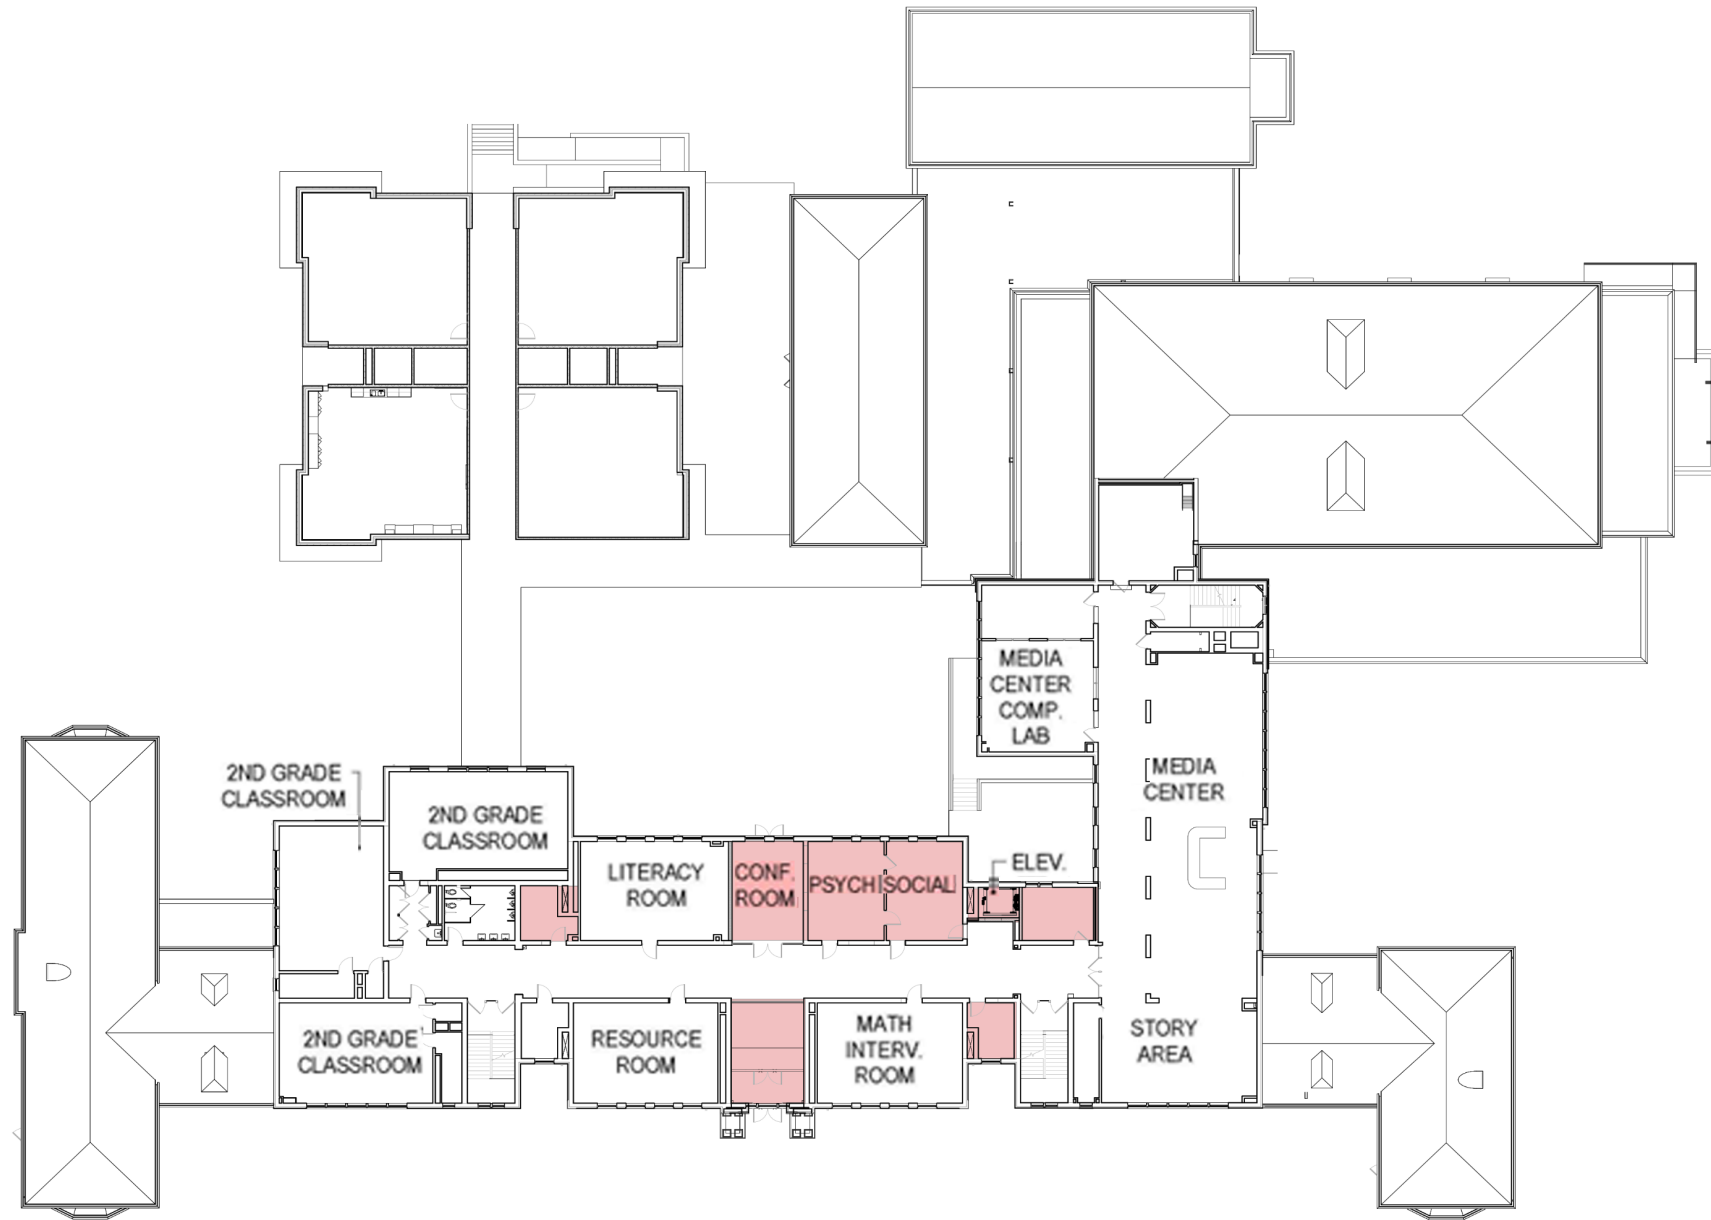 MEDIA
CENTER
COMP.
LAB
MEDIA
CENTER
2ND GRADE
CLASSROOM
2ND GRADE
CLASSROOM
LITERACY
ROOM
CONF.
ROOM
PSYCH
SOCIAL
ELEV.
2ND GRADE
CLASSROOM
RESOURCE
ROOM
MATH
INTERV.
ROOM
STORY
AREA